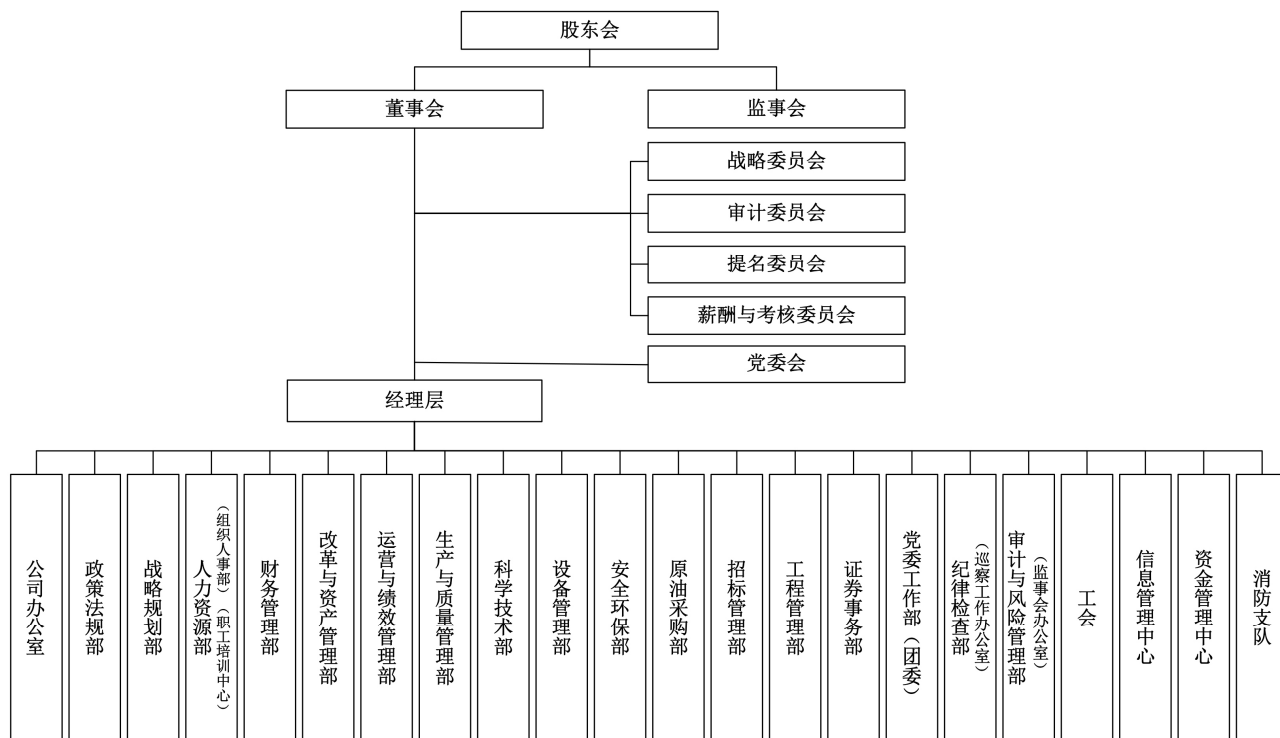 股东会
董事会
监事会
战略委员会
审计委员会
提名委员会
薪酬与考核委员会
党委会
经理层
公司办公室
政策法规部
战略规划部
人力资源部
（组织人事部）（职工培训中心）
财务管理部
改革与资产管理部
运营与绩效管理部
生产与质量管理部
科学技术部
设备管理部
安全环保部
原油采购部
招标管理部
工程管理部
证券事务部
党委工作部（团委）
纪律检查部
（巡察工作办公室）
审计与风险管理部
（监事会办公室）
工会
信息管理中心
资金管理中心
消防支队